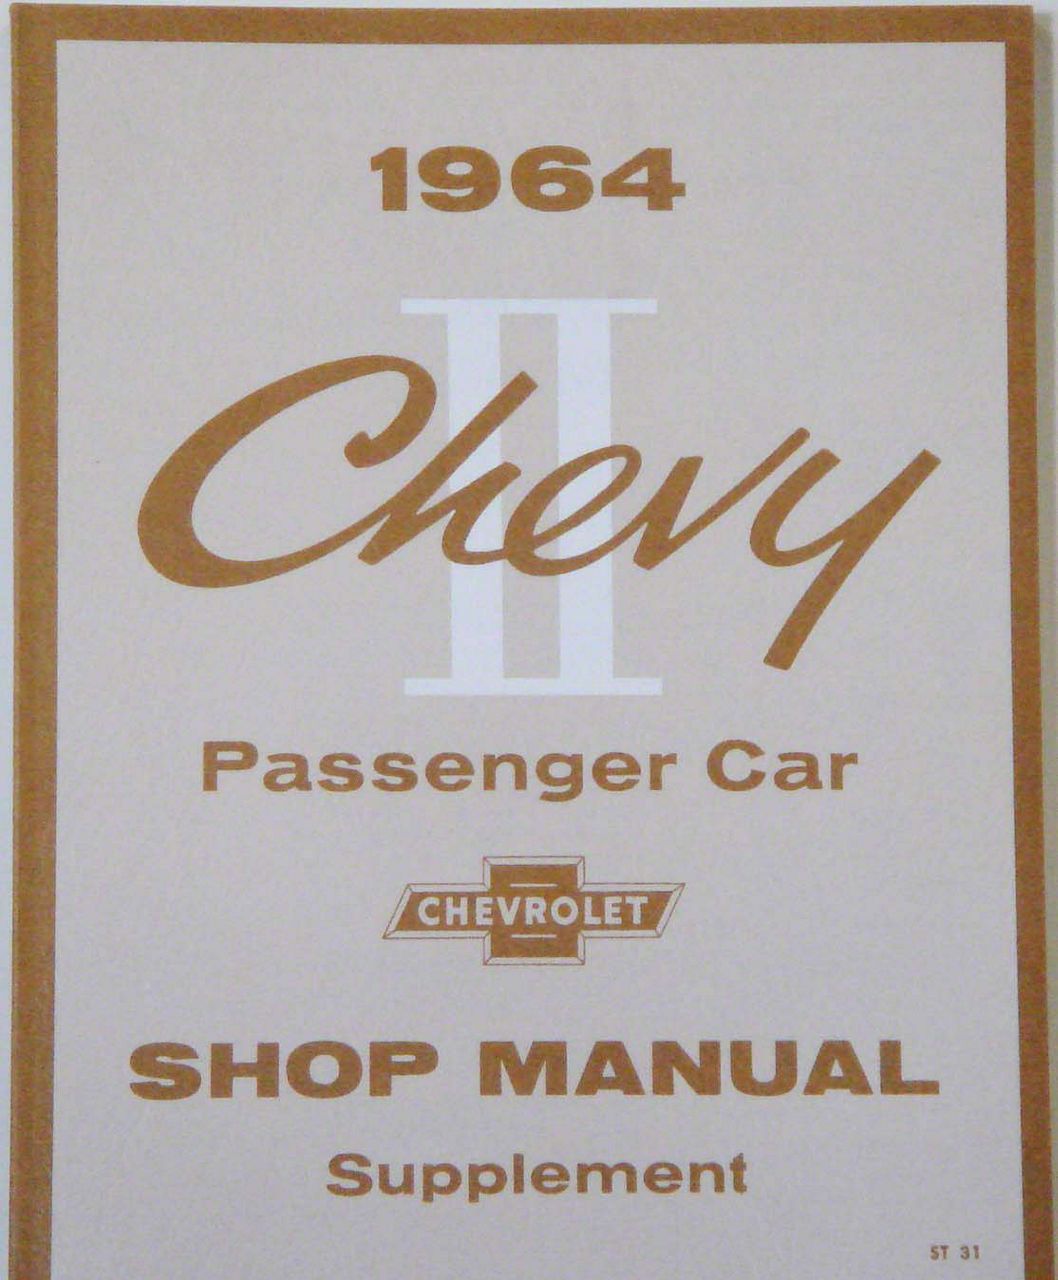 1964
Chevy II
Passenger Car
CHEVROLET
SHOP MANUAL
Supplement
ST 31